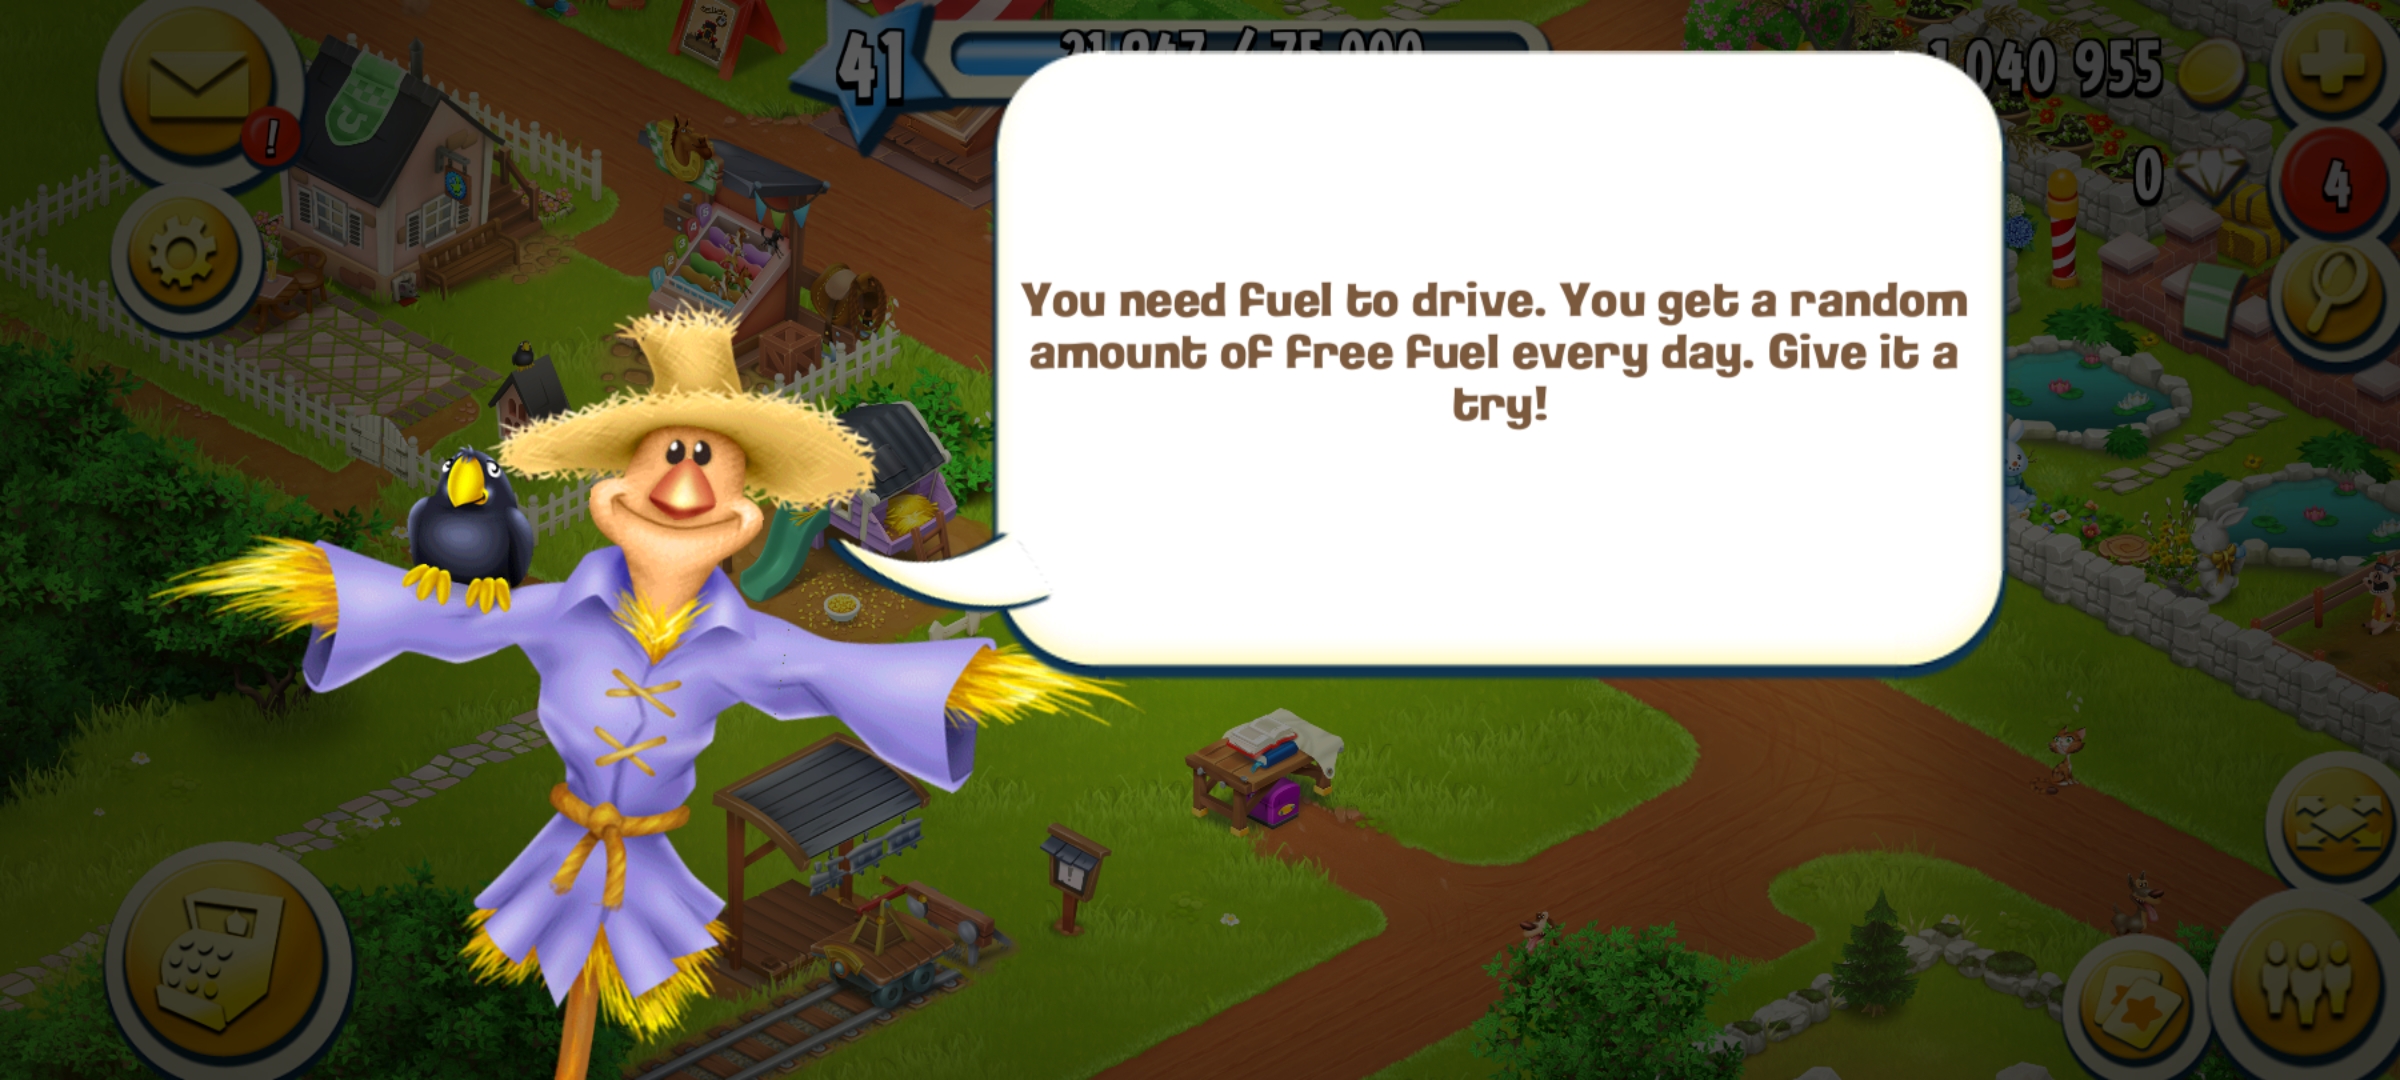 41
1 040 955
0
4
!
You need fuel to drive. You get a random
amount of free fuel every day. Give it a
try!